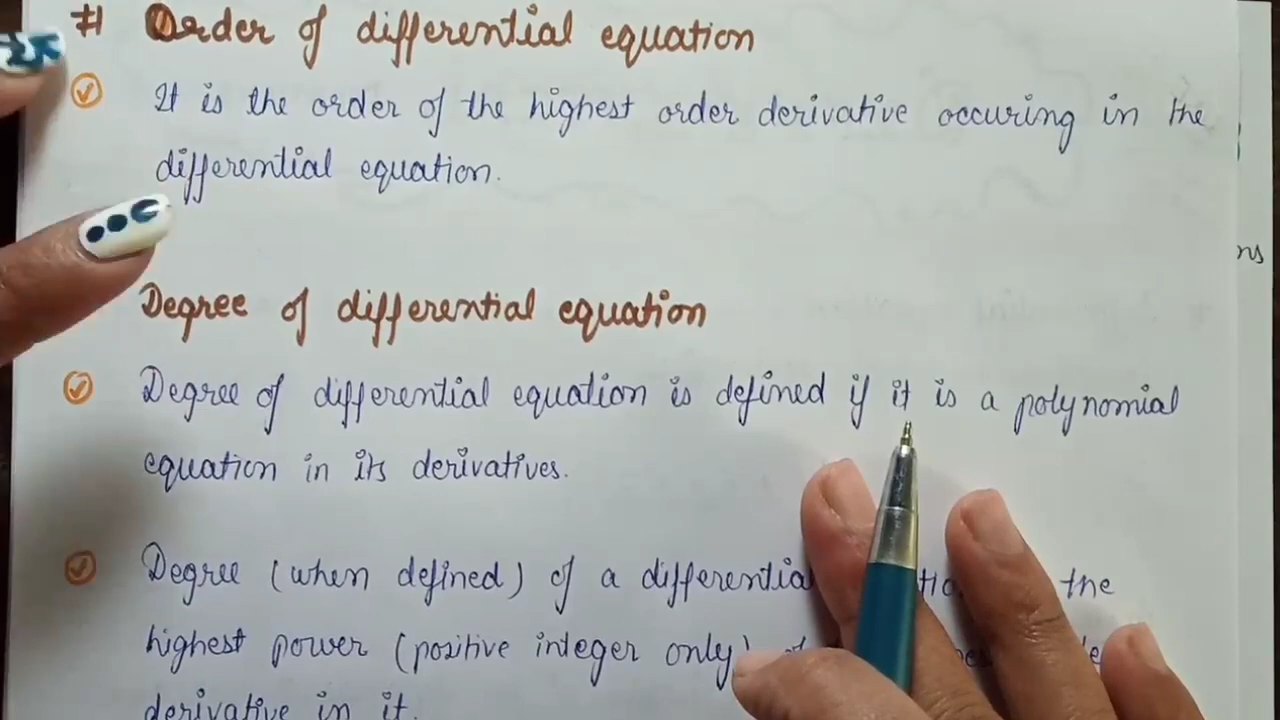 # Order of differential equation
It is the order of the highest order derivative occuring in the
differential equation.
ns
Degree of differential equation
Degree of differential equation is defined if it is a polynomial
equation in its derivatives.
Degree (when defined) of a differential the
highest power (positive integer only)
derivative in it.